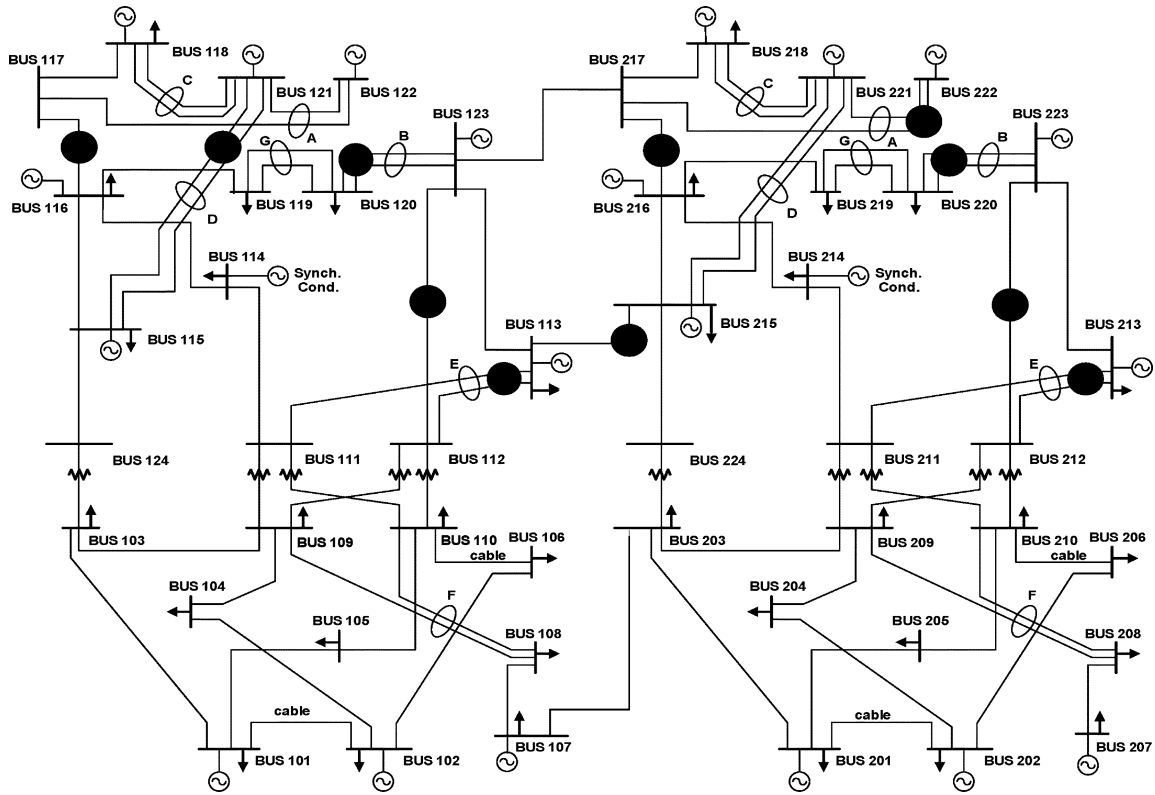 BUS 118
BUS 117
C
BUS 121
BUS 122
A
BUS 123
B
G
BUS 116
D
BUS 119
BUS 120
BUS 114
Synch.
Cond.
BUS 115
BUS 113
E
BUS 124
BUS 111
BUS 112
BUS 103
BUS 109
BUS 110
cable
BUS 106
BUS 104
BUS 105
F
BUS 108
cable
BUS 101
BUS 102
BUS 107
BUS 218
BUS 217
C
BUS 221
BUS 222
A
BUS 223
B
G
BUS 216
D
BUS 219
BUS 220
BUS 214
Synch.
Cond.
BUS 215
BUS 213
E
BUS 224
BUS 211
BUS 212
BUS 203
BUS 209
BUS 210
cable
BUS 206
BUS 204
BUS 205
F
BUS 208
cable
BUS 201
BUS 202
BUS 207